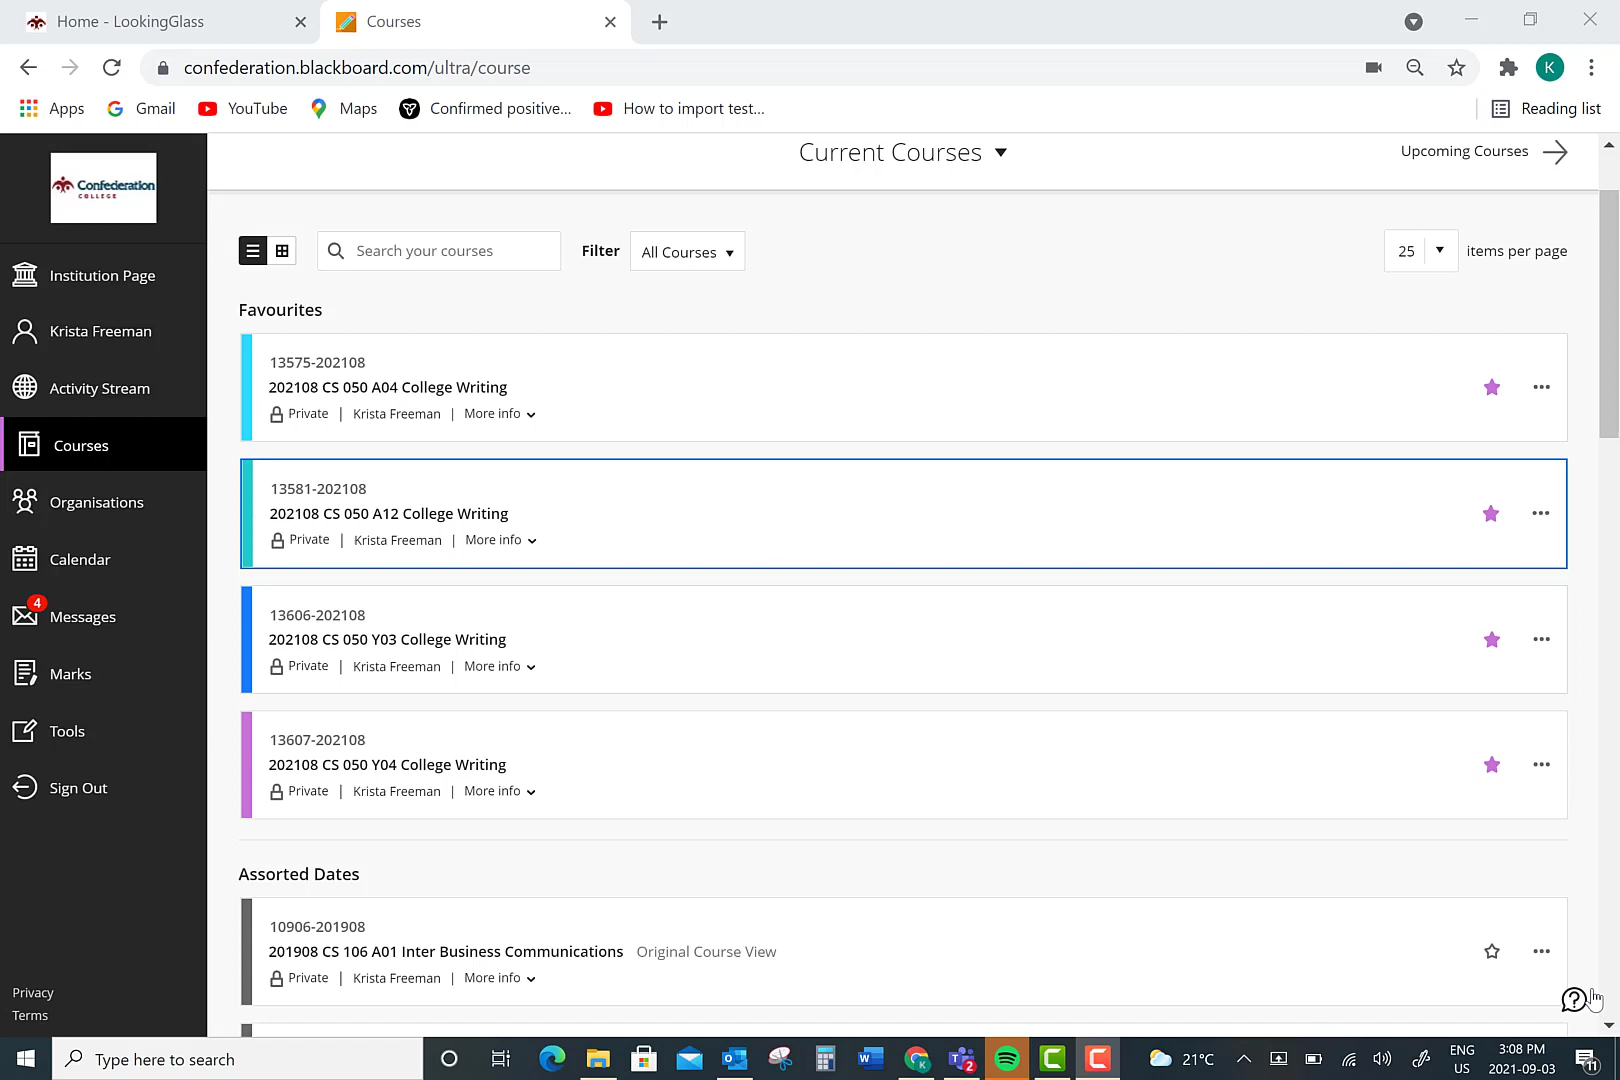 Home - LookingGlass
Courses
confederation.blackboard.com/ultra/course
K
Apps
Gmail
YouTube
Maps
Confirmed positive...
How to import test...
Reading list
Confederation
COLLEGE
Current Courses
Upcoming Courses
Search your courses
Filter
All Courses
25
items per page
Institution Page
Krista Freeman
Activity Stream
Courses
Organisations
Calendar
4
Messages
Marks
Tools
Sign Out
Privacy
Terms
Favourites
13575-202108
202108 CS 050 A04 College Writing
Private | Krista Freeman | More info
13581-202108
202108 CS 050 A12 College Writing
Private | Krista Freeman | More info
13606-202108
202108 CS 050 Y03 College Writing
Private | Krista Freeman | More info
13607-202108
202108 CS 050 Y04 College Writing
Private | Krista Freeman | More info
Assorted Dates
10906-201908
201908 CS 106 A01 Inter Business Communications Original Course View
Private | Krista Freeman | More info
Type here to search
2
21°C
ENG
US
3:08 PM
2021-09-03
11